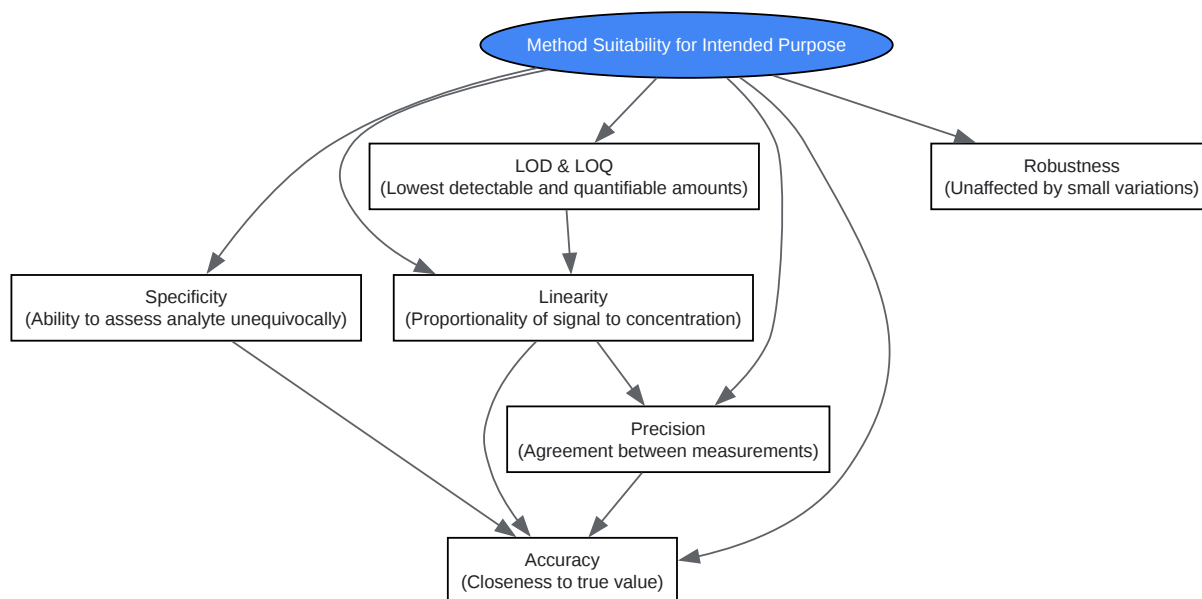 Method Suitability for Intended Purpose
LOD & LOQ
(Lowest detectable and quantifiable amounts)
Robustness
(Unaffected by small variations)
Specificity
(Ability to assess analyte unequivocally)
Linearity
(Proportionality of signal to concentration)
Precision
(Agreement between measurements)
Accuracy
(Closeness to true value)